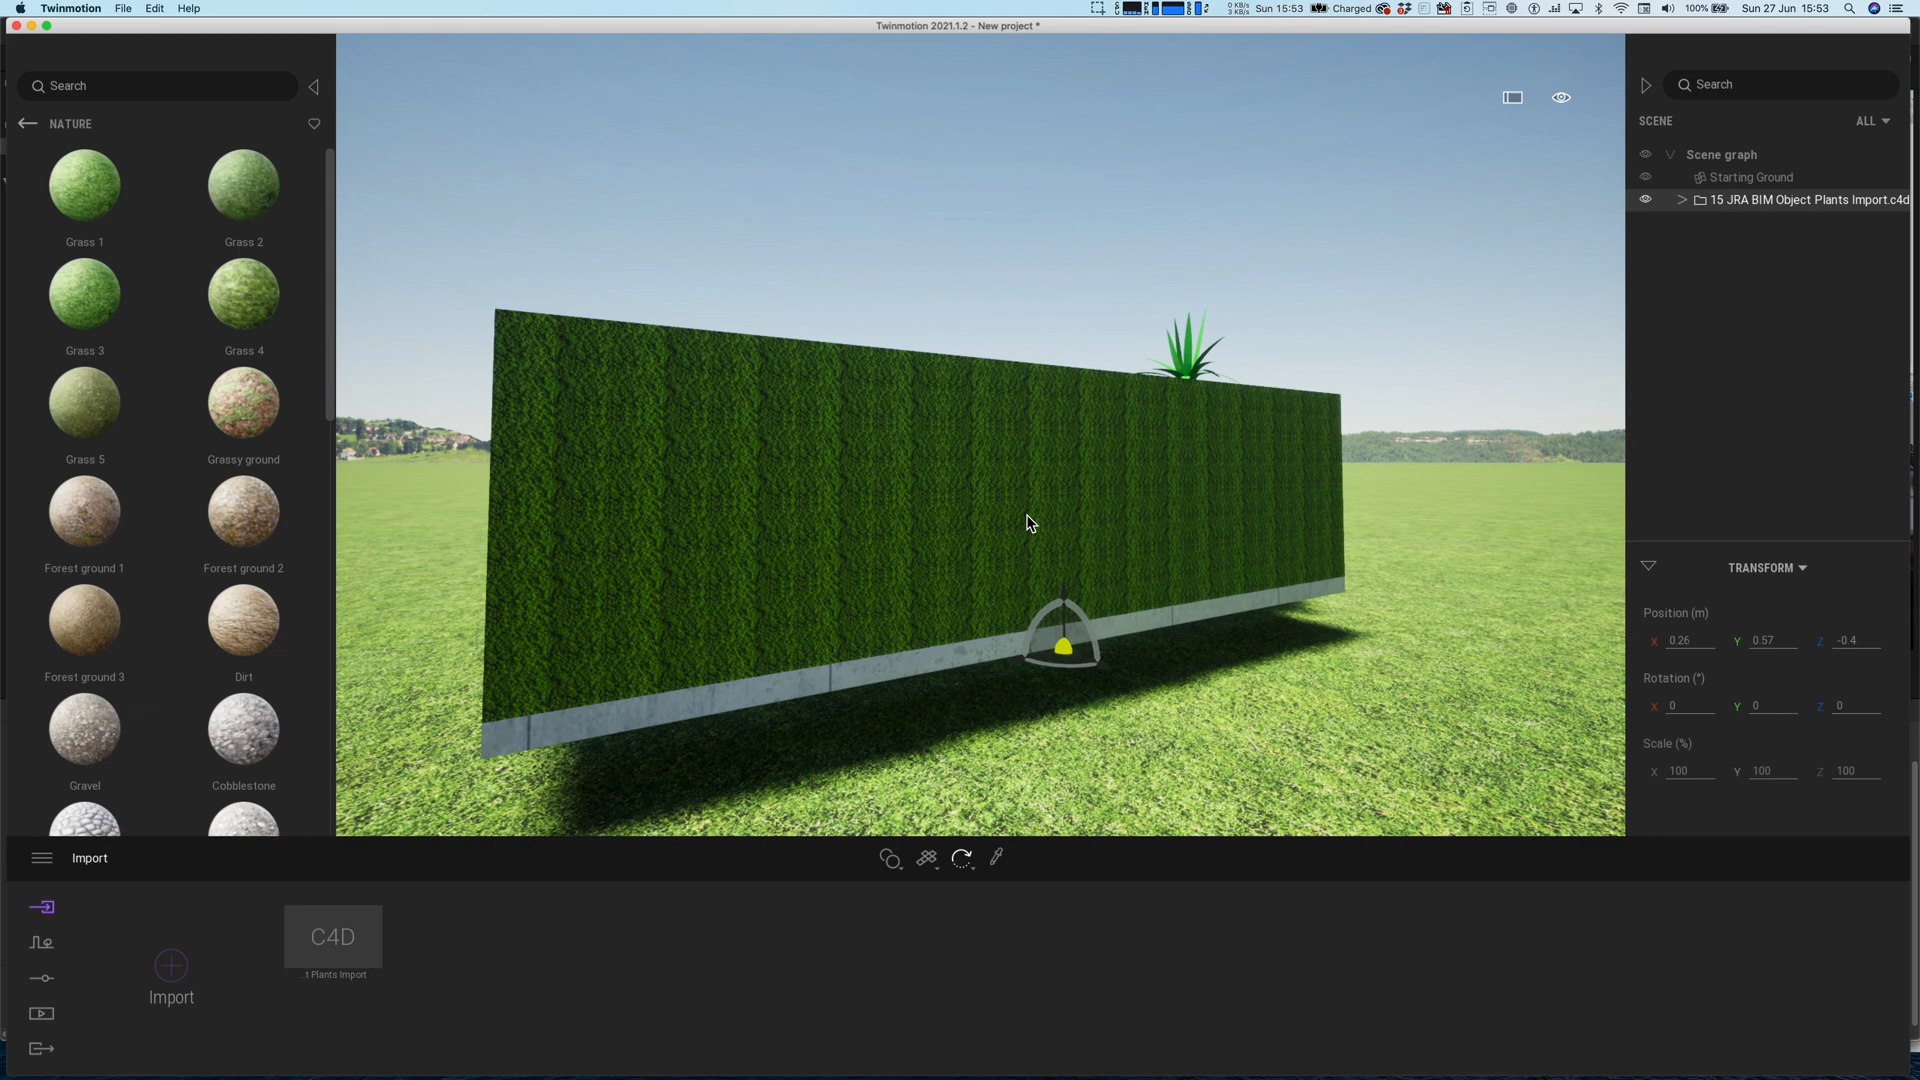 Twinmotion File Edit Help
0 KB/s
3 KB/s
Sun 15:53 Charged 100% Sun 27 Jun 15:53
Twinmotion 2021.1.2 - New project *
Search
NATURE
Grass 1 Grass 2
Grass 3 Grass 4
Grass 5 Grassy ground
Forest ground 1 Forest ground 2
Forest ground 3 Dirt
Gravel Cobblestone
Search
SCENE ALL
Scene graph
Starting Ground
15 JRA BIM Object Plants Import.c4d
TRANSFORM
Position (m)
X 0.26 Y 0.57 Z -0.4
Rotation (°)
X 0 Y 0 Z 0
Scale (%)
X 100 Y 100 Z 100
Import
C4D
..t Plants Import
Import